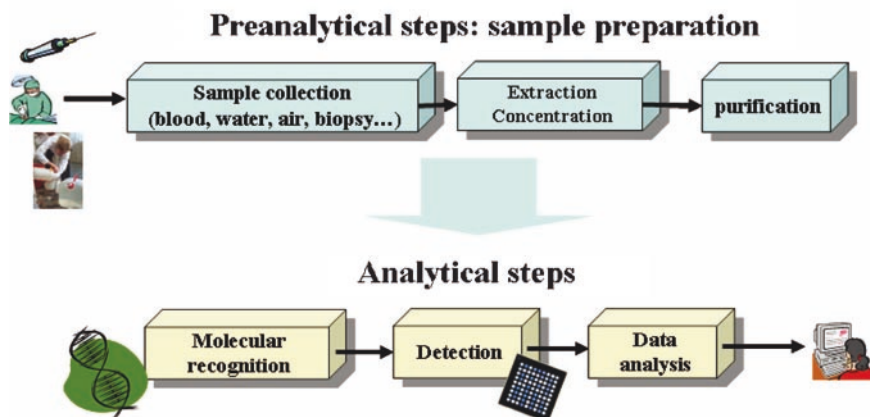 Preanalytical steps: sample preparation
Sample collection
(blood, water, air, biopsy...)
Extraction
Concentration
purification
Analytical steps
Molecular
recognition
Detection
Data
analysis